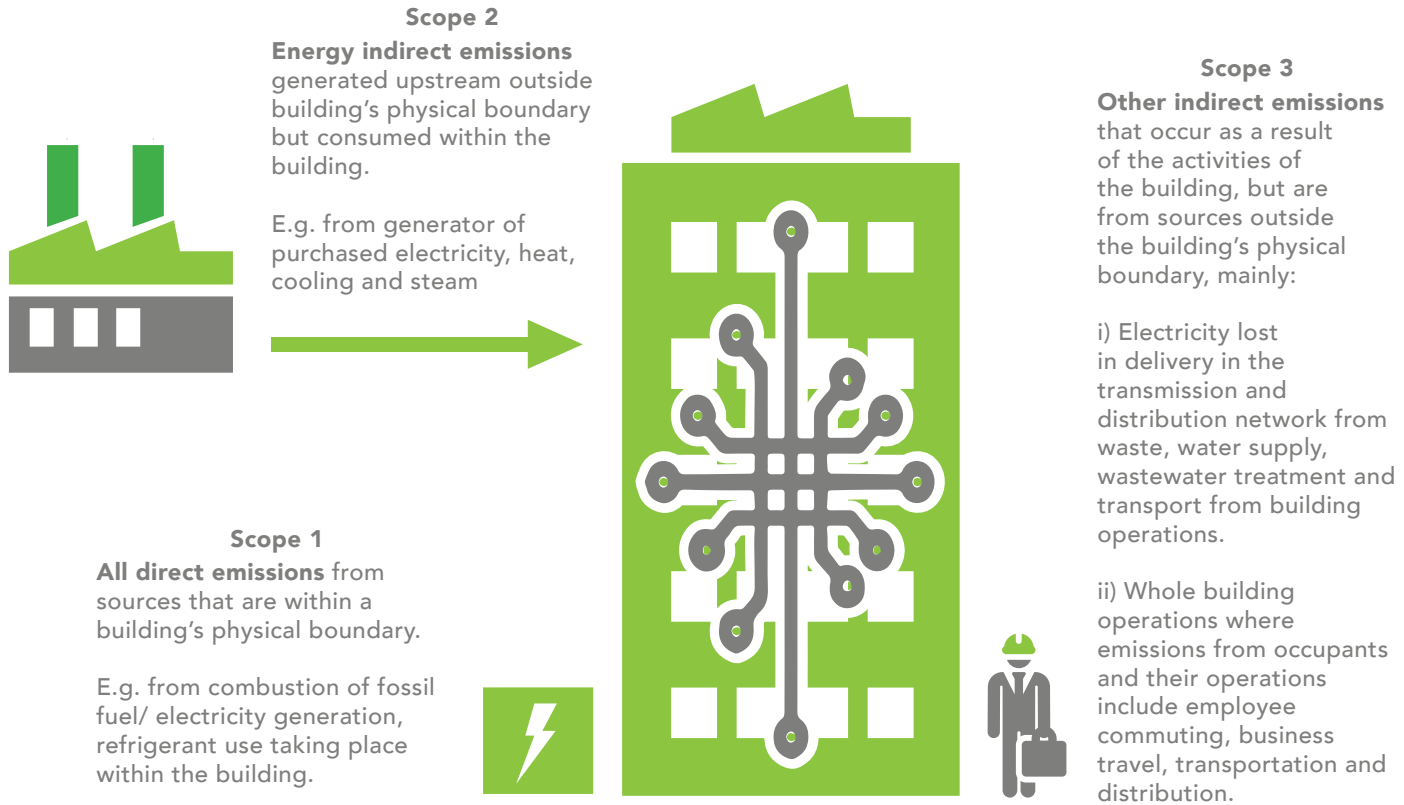 Scope 2
Energy indirect emissions
generated upstream outside
building’s physical boundary
but consumed within the
building.
E.g. from generator of
purchased electricity, heat,
cooling and steam
Scope 1
All direct emissions from
sources that are within a
building’s physical boundary.
E.g. from combustion of fossil
fuel/ electricity generation,
refrigerant use taking place
within the building.
Scope 3
Other indirect emissions
that occur as a result
of the activities of
the building, but are
from sources outside
the building’s physical
boundary, mainly:
i) Electricity lost
in delivery in the
transmission and
distribution network from
waste, water supply,
wastewater treatment and
transport from building
operations.
ii) Whole building
operations where
emissions from occupants
and their operations
include employee
commuting, business
travel, transportation and
distribution.